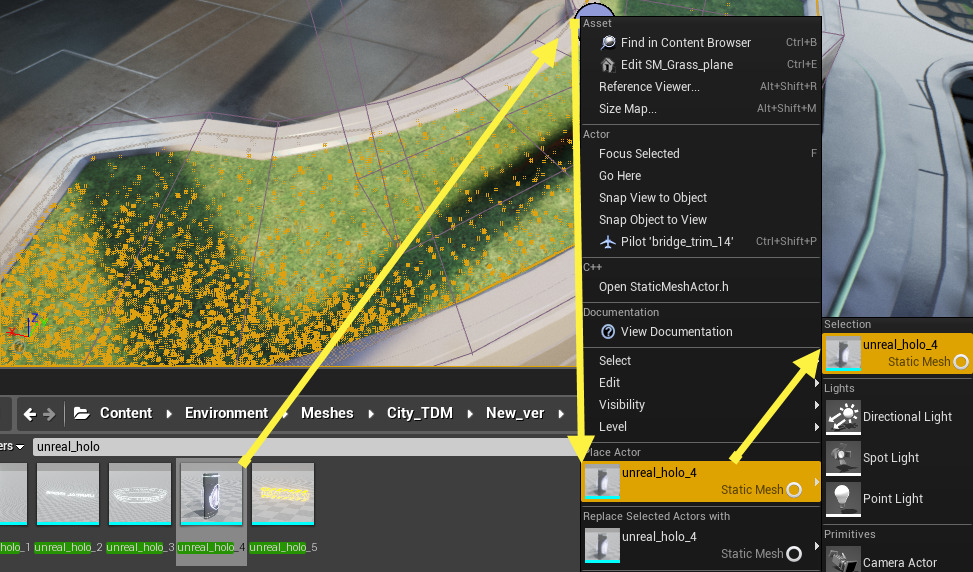 Asset
Find in Content Browser Ctrl+B
Edit SM_Grass_plane Ctrl+E
Reference Viewer... Alt+Shift+R
Size Map... Alt+Shift+M
Actor
Focus Selected F
Go Here
Snap View to Object
Snap Object to View
Pilot 'bridge_trim_14' Ctrl+Shift+P
C++
Open StaticMeshActor.h
Documentation
View Documentation
Select
Edit
Visibility
Level
Place Actor
unreal_holo_4
Static Mesh
Replace Selected Actors with
unreal_holo_4
Static Mesh
Selection
unreal_holo_4
Static Mesh
Lights
Directional Light
Spot Light
Point Light
Primitives
Camera Actor
Z
Content Environment Meshes City_TDM New_ver
ers unreal_holo
holo_1 unreal_holo_2 unreal_holo_3 unreal_holo_4 unreal_holo_5